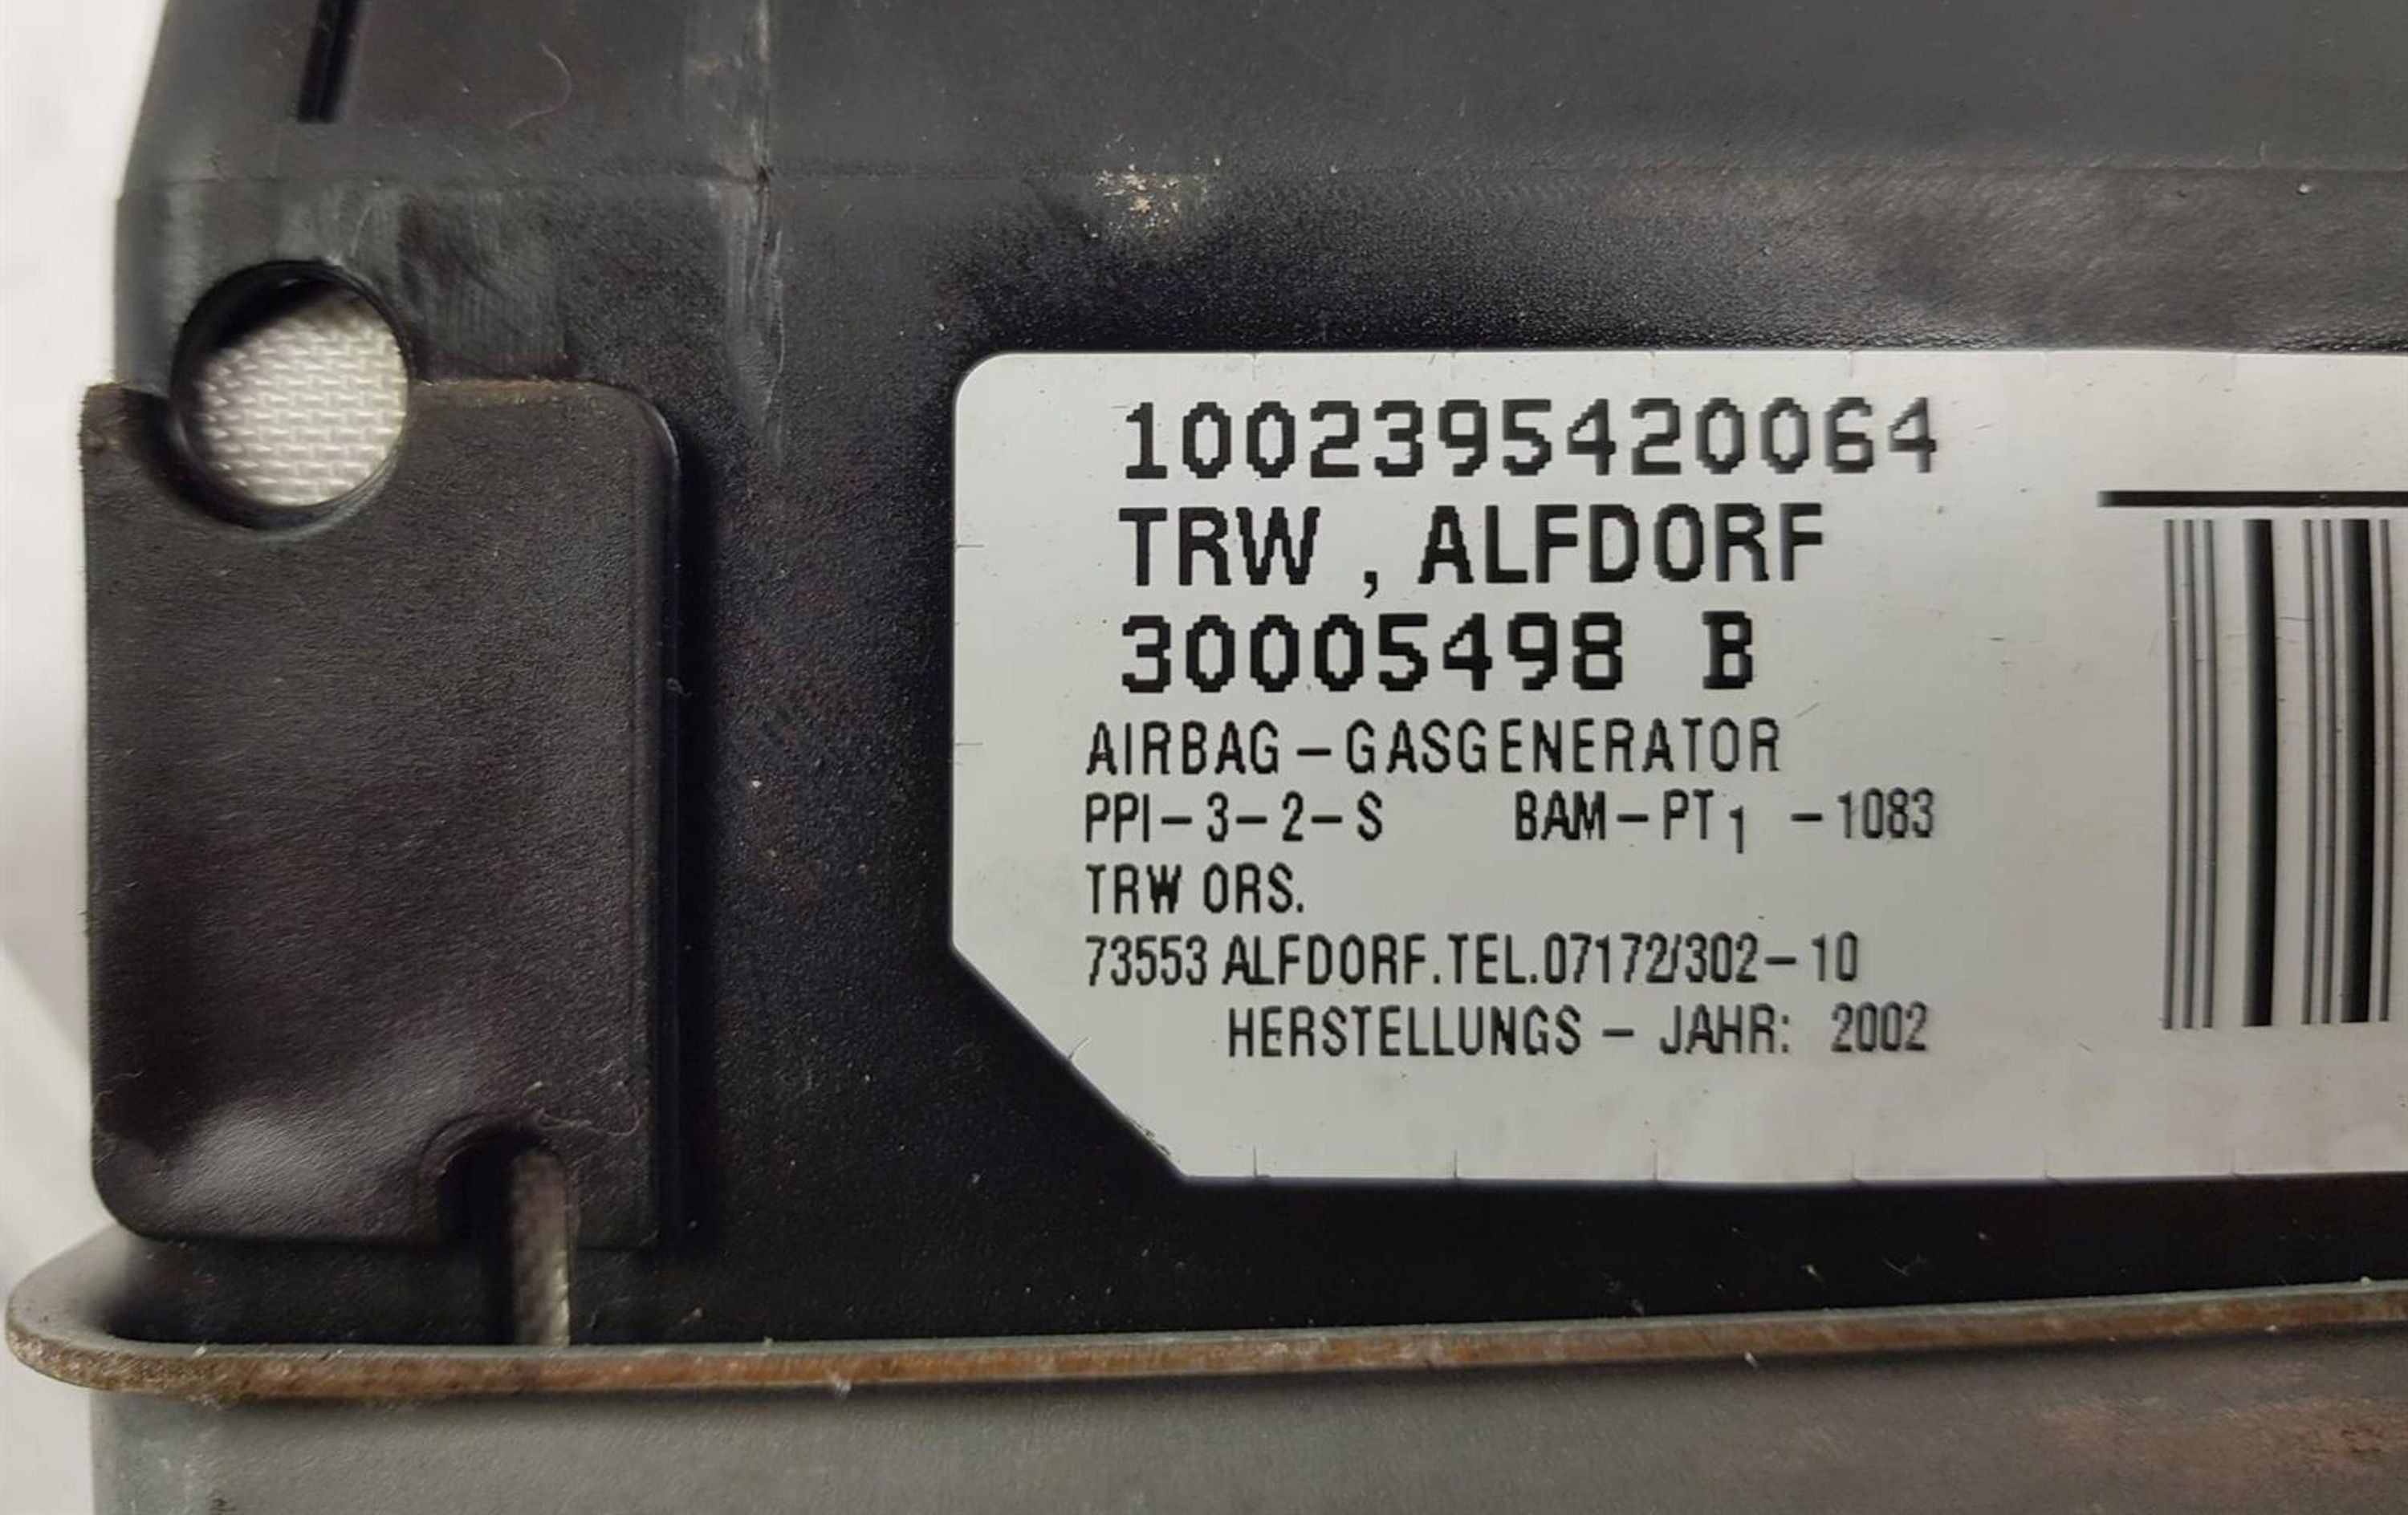 1002395420064
TRW , ALFDORF
30005498 B
AIRBAG - GASGENERATOR
PPI-3-2-S BAM-PT1 -1083
TRW ORS.
73553 ALFDORF.TEL.07172/302-10
HERSTELLUNGS - JAHR: 2002